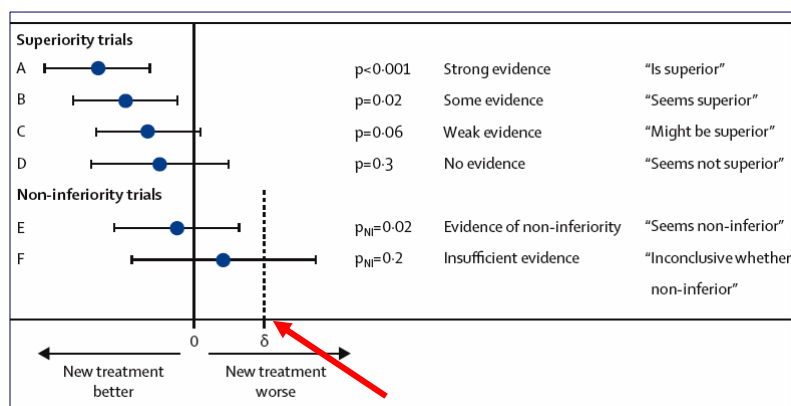 Superiority trials
A p<0·001 Strong evidence “Is superior”
B p=0·02 Some evidence “Seems superior”
C p=0·06 Weak evidence “Might be superior”
D p=0·3 No evidence “Seems not superior”
Non-inferiority trials
E pNI=0·02 Evidence of non-inferiority “Seems non-inferior”
F pNI=0·2 Insufficient evidence “Inconclusive whether
non-inferior”
0 δ
New treatment New treatment
better worse